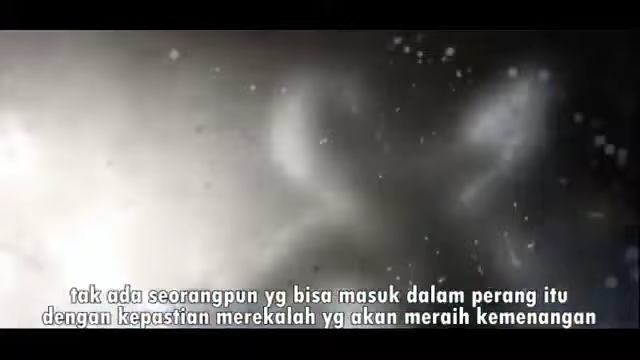 tak ada seorangpun yg bisa masuk dalam perang itu
dengan kepastian merekalah yg akan meraih kemenangan